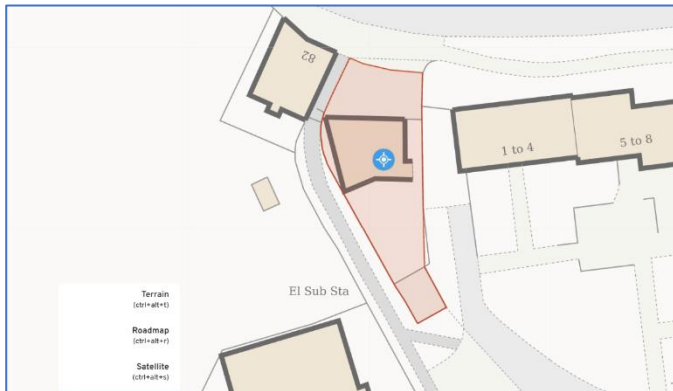 82
1 to 4
5 to 8
El Sub Sta
Terrain
(ctrl+alt+t)
Roadmap
(ctrl+alt+r)
Satellite
(ctrl+alt+s)